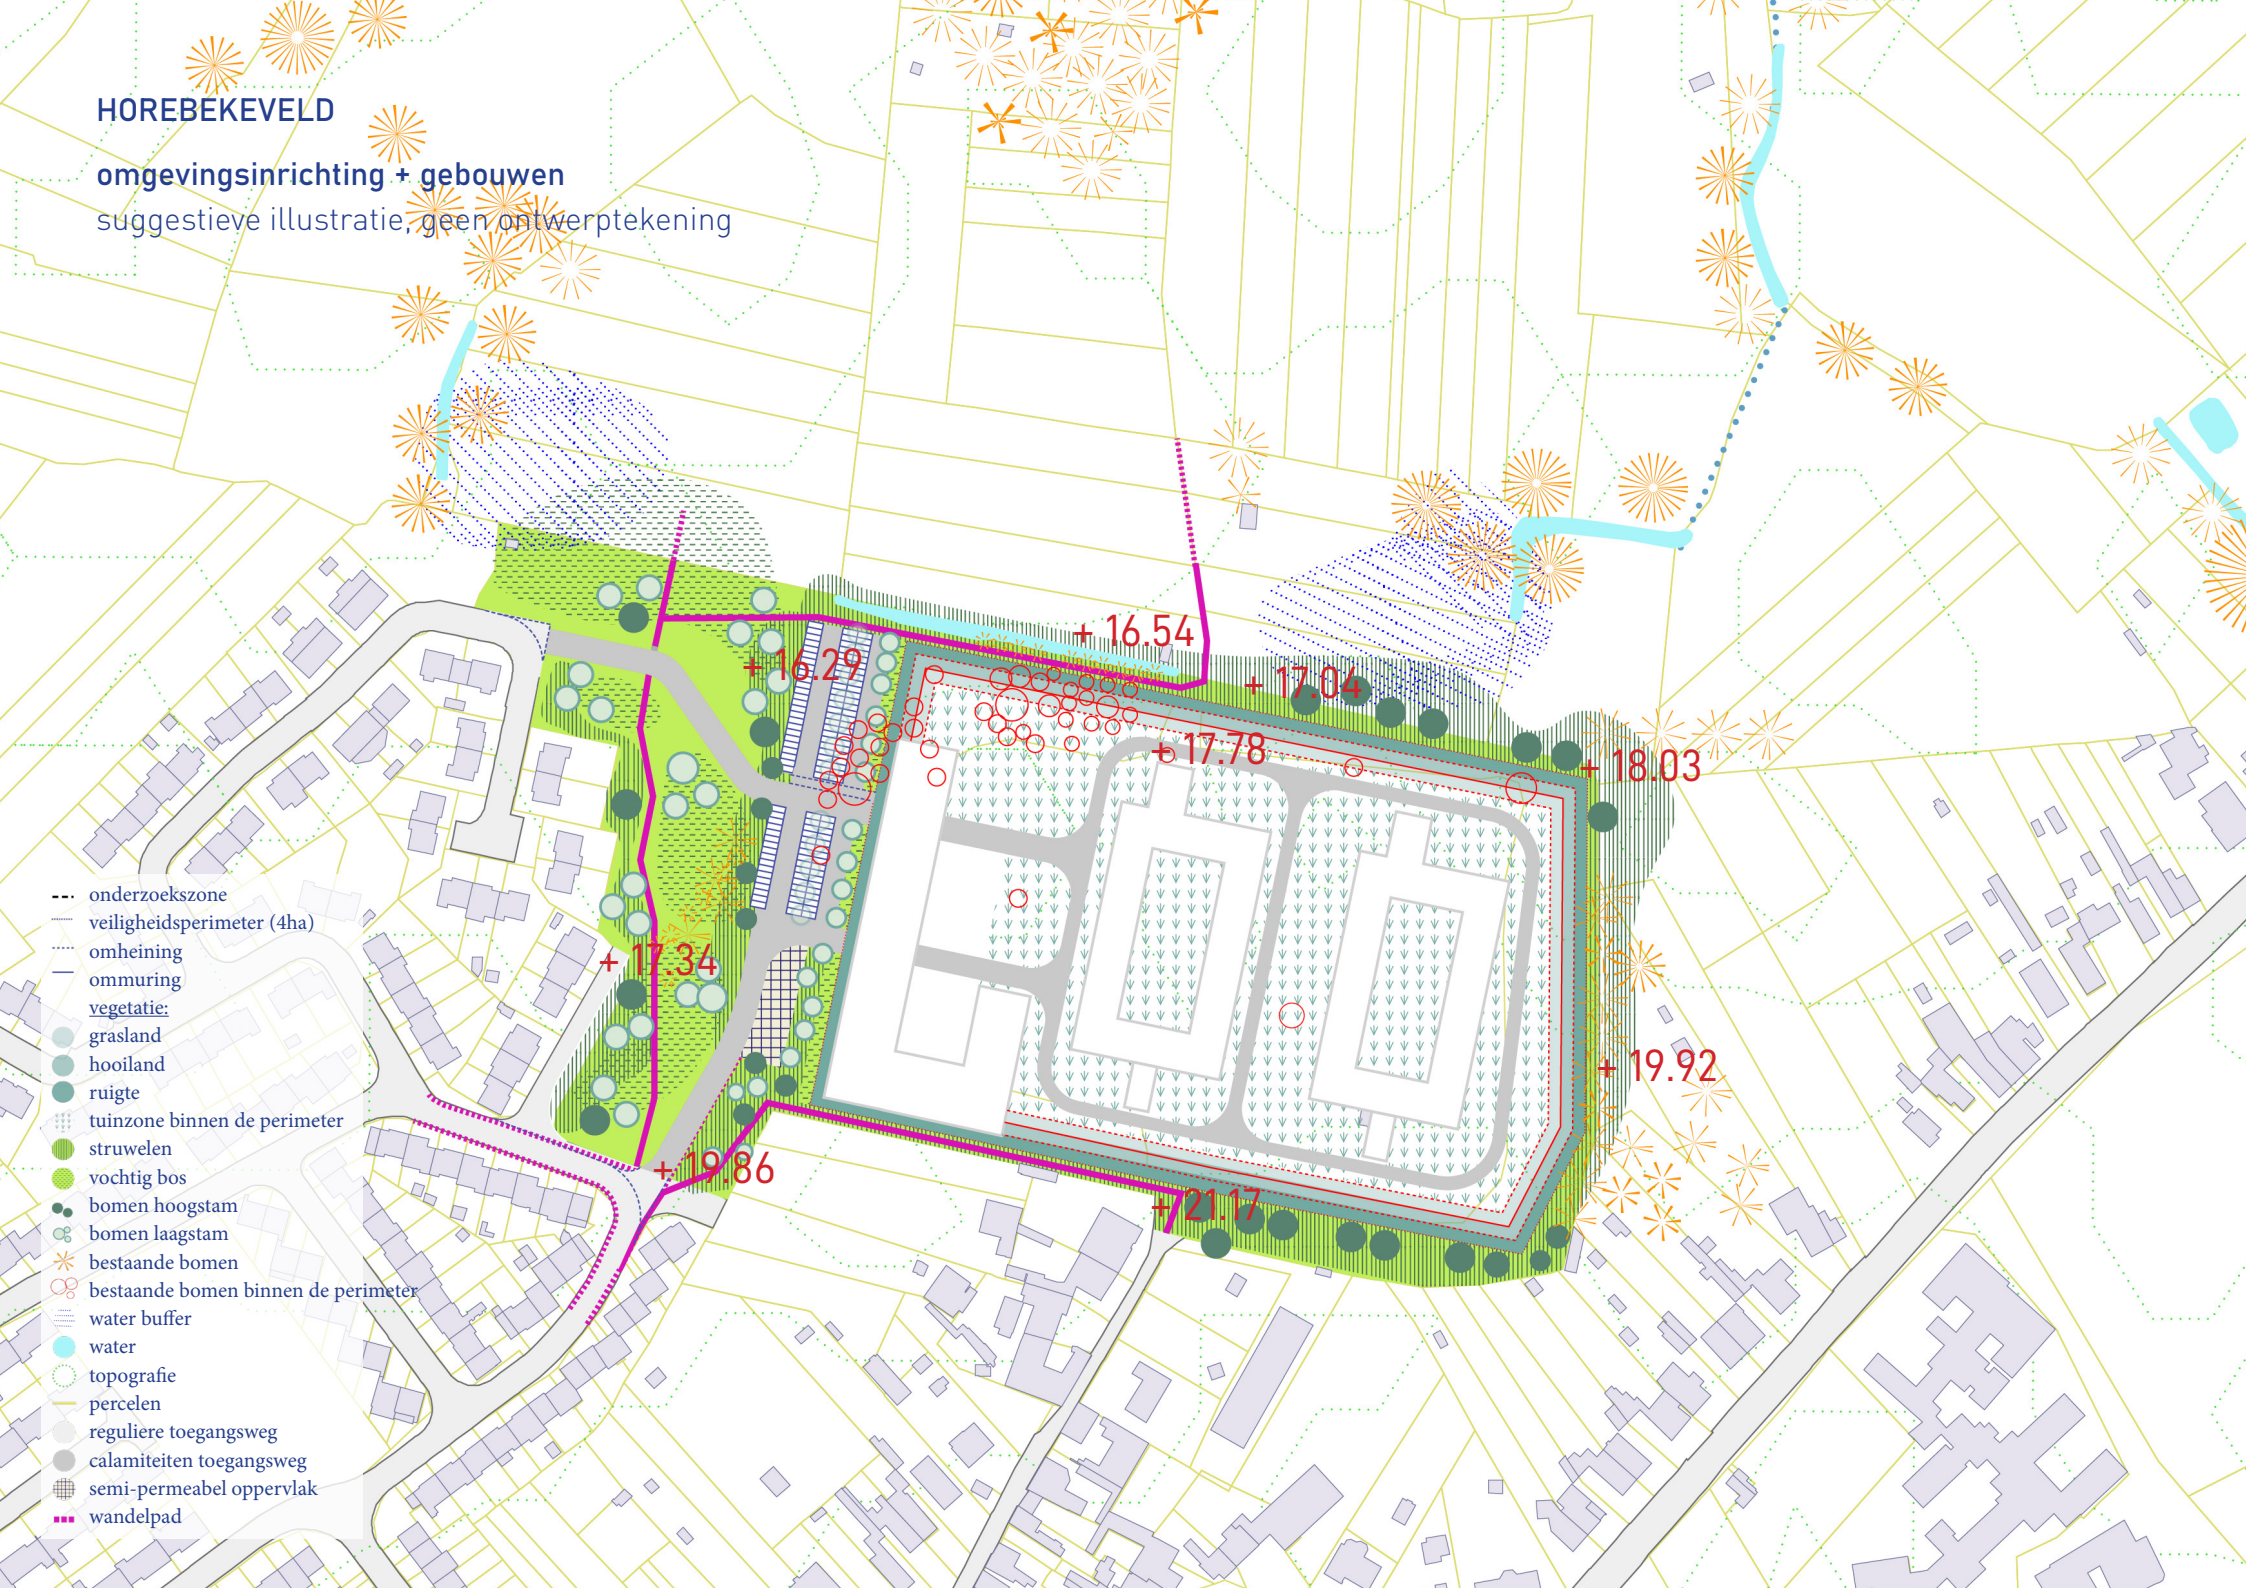 HOREBEKEVELD
omgevingsinrichting + gebouwen
suggestieve illustratie, geen ontwerptekening
+ 16.54
+ 16.29
+ 17.04
+ 17.78
+ 18.03
+ 17.34
+ 19.92
+ 19.86
+ 21.17
onderzoekszone
veiligheidsperimeter (4ha)
omheining
ommuring
vegetatie:
grasland
hooiland
ruigte
tuinzone binnen de perimeter
struwelen
vochtig bos
bomen hoogstam
bomen laagstam
bestaande bomen
bestaande bomen binnen de perimeter
water buffer
water
topografie
percelen
reguliere toegangsweg
calamiteiten toegangsweg
semi-permeabel oppervlak
wandelpad